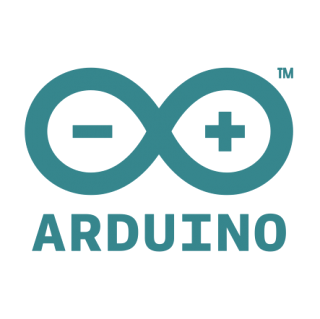 TM
- +
ARDUINO